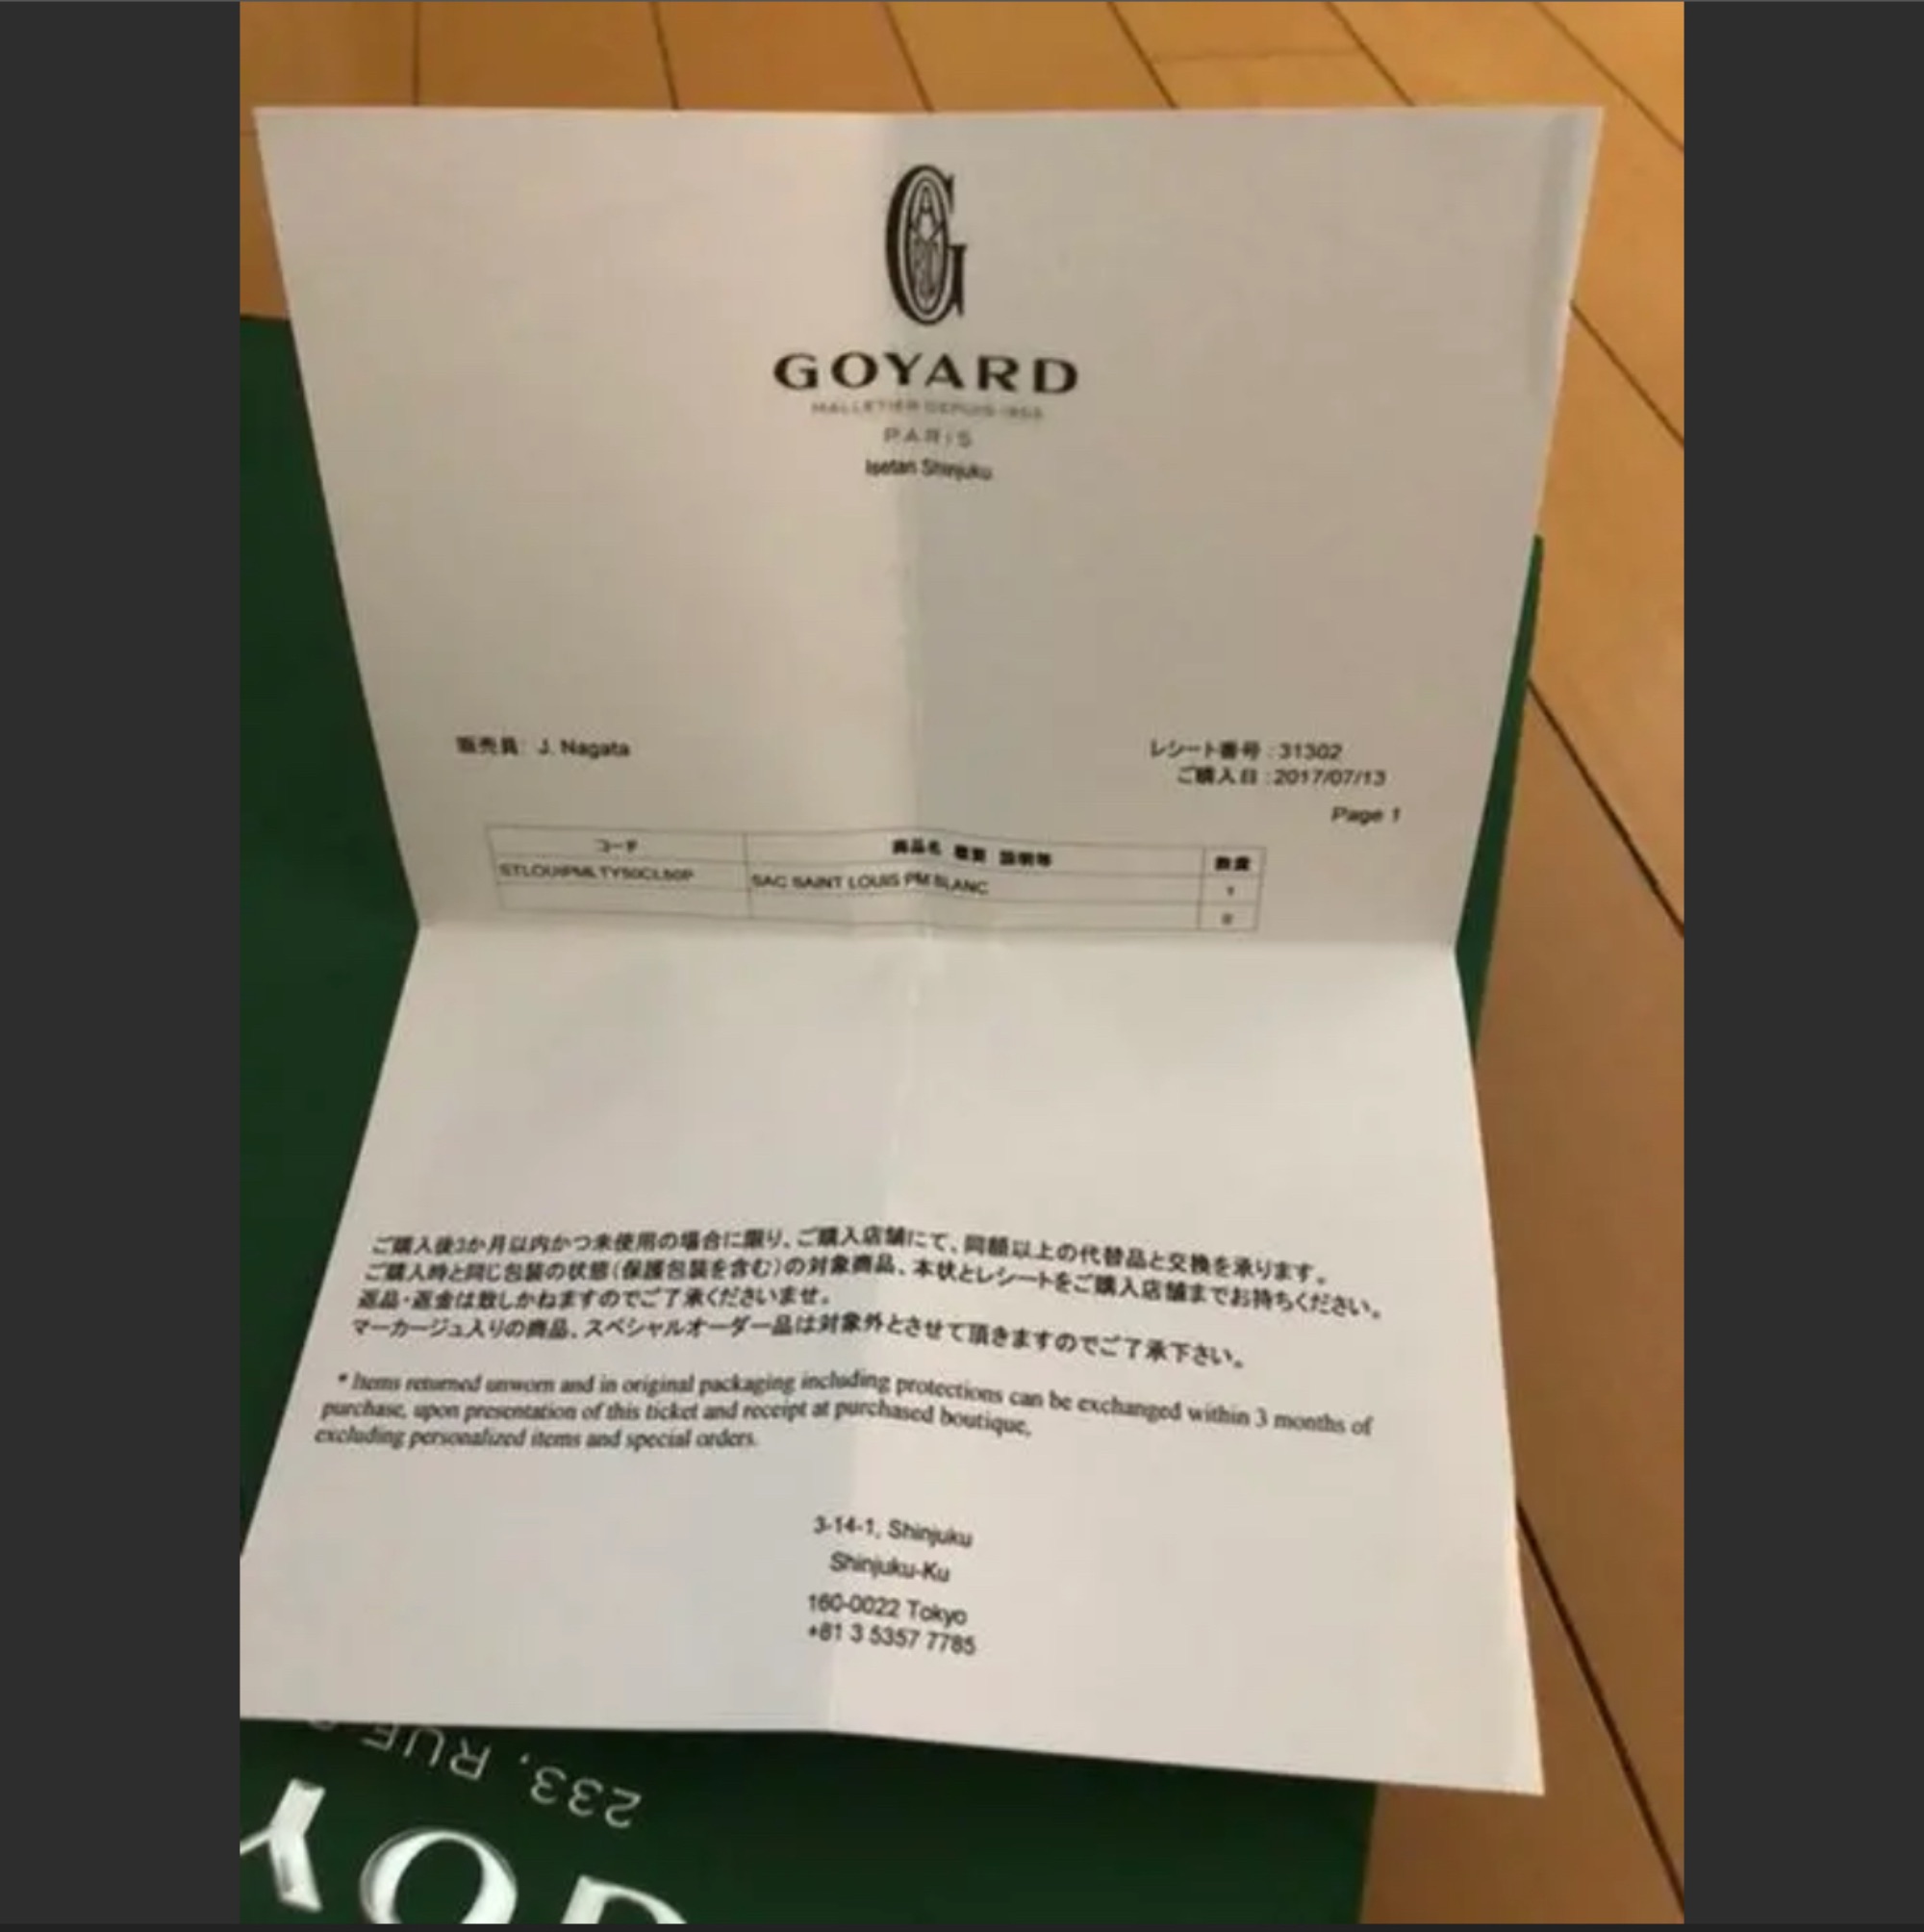 GOYARD
MALLETIER DEPUIS 1853
PARIS
Isetan Shinjuku
販売員: J. Nagata
レシート番号 : 31302
ご購入日 : 2017/07/13
Page 1
コード 商品名 説明等 数量
SAC SAINT LOUIS PM BLANC 1
0
ご購入後3か月以内かつ未使用の場合に限り、ご購入店舗にて、同額以上の代替品と交換を承ります。
ご購入時と同じ包装の状態(保護包装を含む)の対象商品、本状とレシートをご購入店舗までお持ちください。
返品・返金は致しかねますのでご了承くださいませ。
マーカージュ入りの商品、スペシャルオーダー品は対象外とさせて頂きますのでご了承下さい。
* Items returned unworn and in original packaging including protections can be exchanged within 3 months of
purchase, upon presentation of this ticket and receipt at purchased boutique,
excluding personalized items and special orders.
3-14-1, Shinjuku
Shinjuku-Ku
160-0022 Tokyo
+81 3 5357 7785
233, RUE
OY